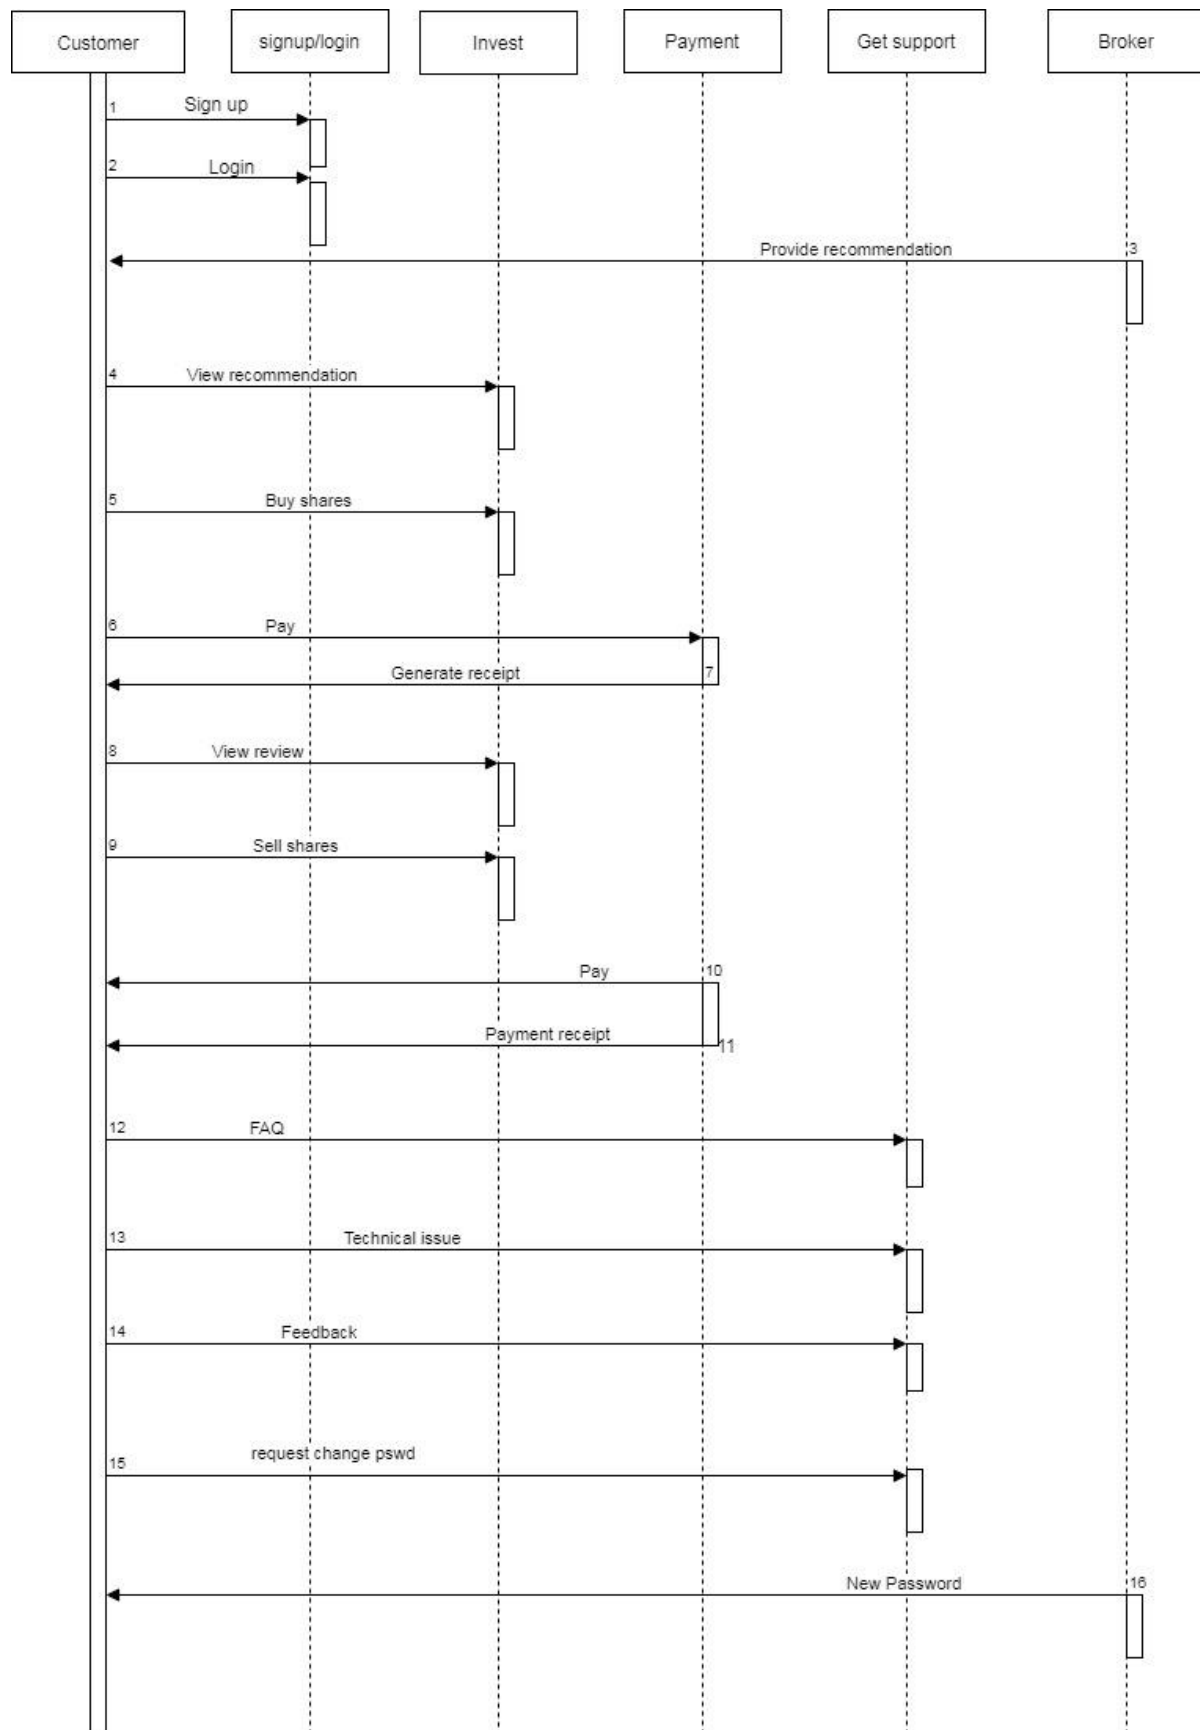 Customer
signup/login
Invest
Payment
Get support
Broker
1
Sign up
2
Login
Provide recommendation
3
4
View recommendation
5
Buy shares
6
Pay
Generate receipt
7
8
View review
9
Sell shares
Pay
10
Payment receipt
11
12
FAQ
13
Technical issue
14
Feedback
15
request change pswd
New Password
16